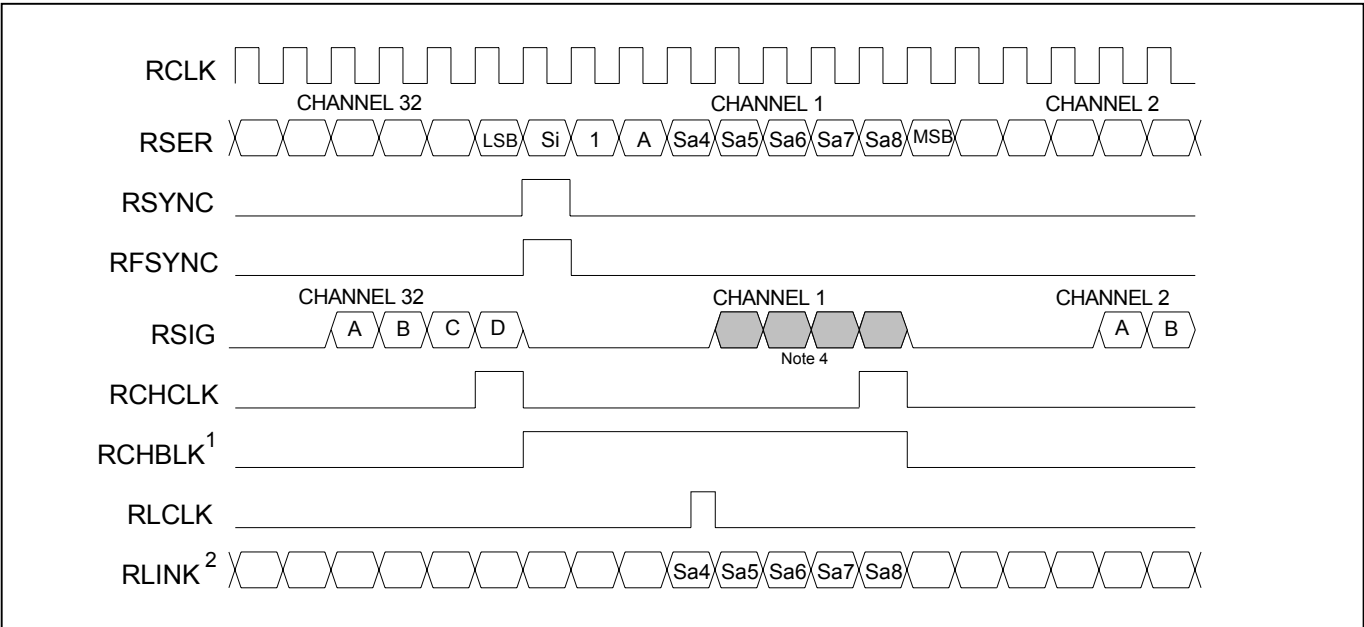 RCLK
CHANNEL 32 CHANNEL 1 CHANNEL 2
RSER LSB Si 1 A Sa4 Sa5 Sa6 Sa7 Sa8 MSB
RSYNC
RFSYNC
CHANNEL 32 CHANNEL 1 CHANNEL 2
RSIG A B C D A B
Note 4
RCHCLK
RCHBLK1
RLCLK
RLINK2 Sa4 Sa5 Sa6 Sa7 Sa8